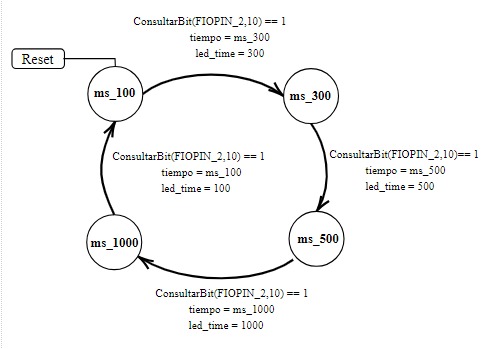 ConsultarBit(FIOPIN_2,10) == 1
tiempo = ms_300
led_time = 300
Reset
ms_100
ms_300
ConsultarBit(FIOPIN_2,10) == 1
tiempo = ms_100
led_time = 100
ConsultarBit(FIOPIN_2,10)== 1
tiempo = ms_500
led_time = 500
ms_1000
ms_500
ConsultarBit(FIOPIN_2,10) == 1
tiempo = ms_1000
led_time = 1000